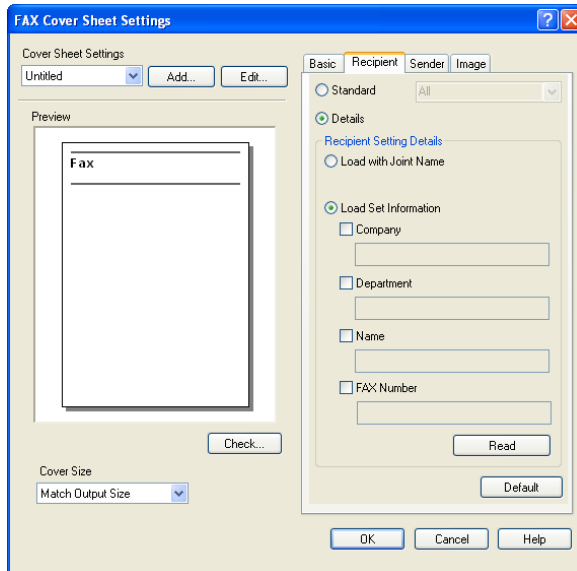 FAX Cover Sheet Settings
Cover Sheet Settings
Untitled
Add...
Edit...
Preview
Fax
Check...
Cover Size
Match Output Size
Basic
Recipient
Sender
Image
Standard
All
Details
Recipient Setting Details
Load with Joint Name
Load Set Information
Company
Department
Name
FAX Number
Read
Default
OK
Cancel
Help